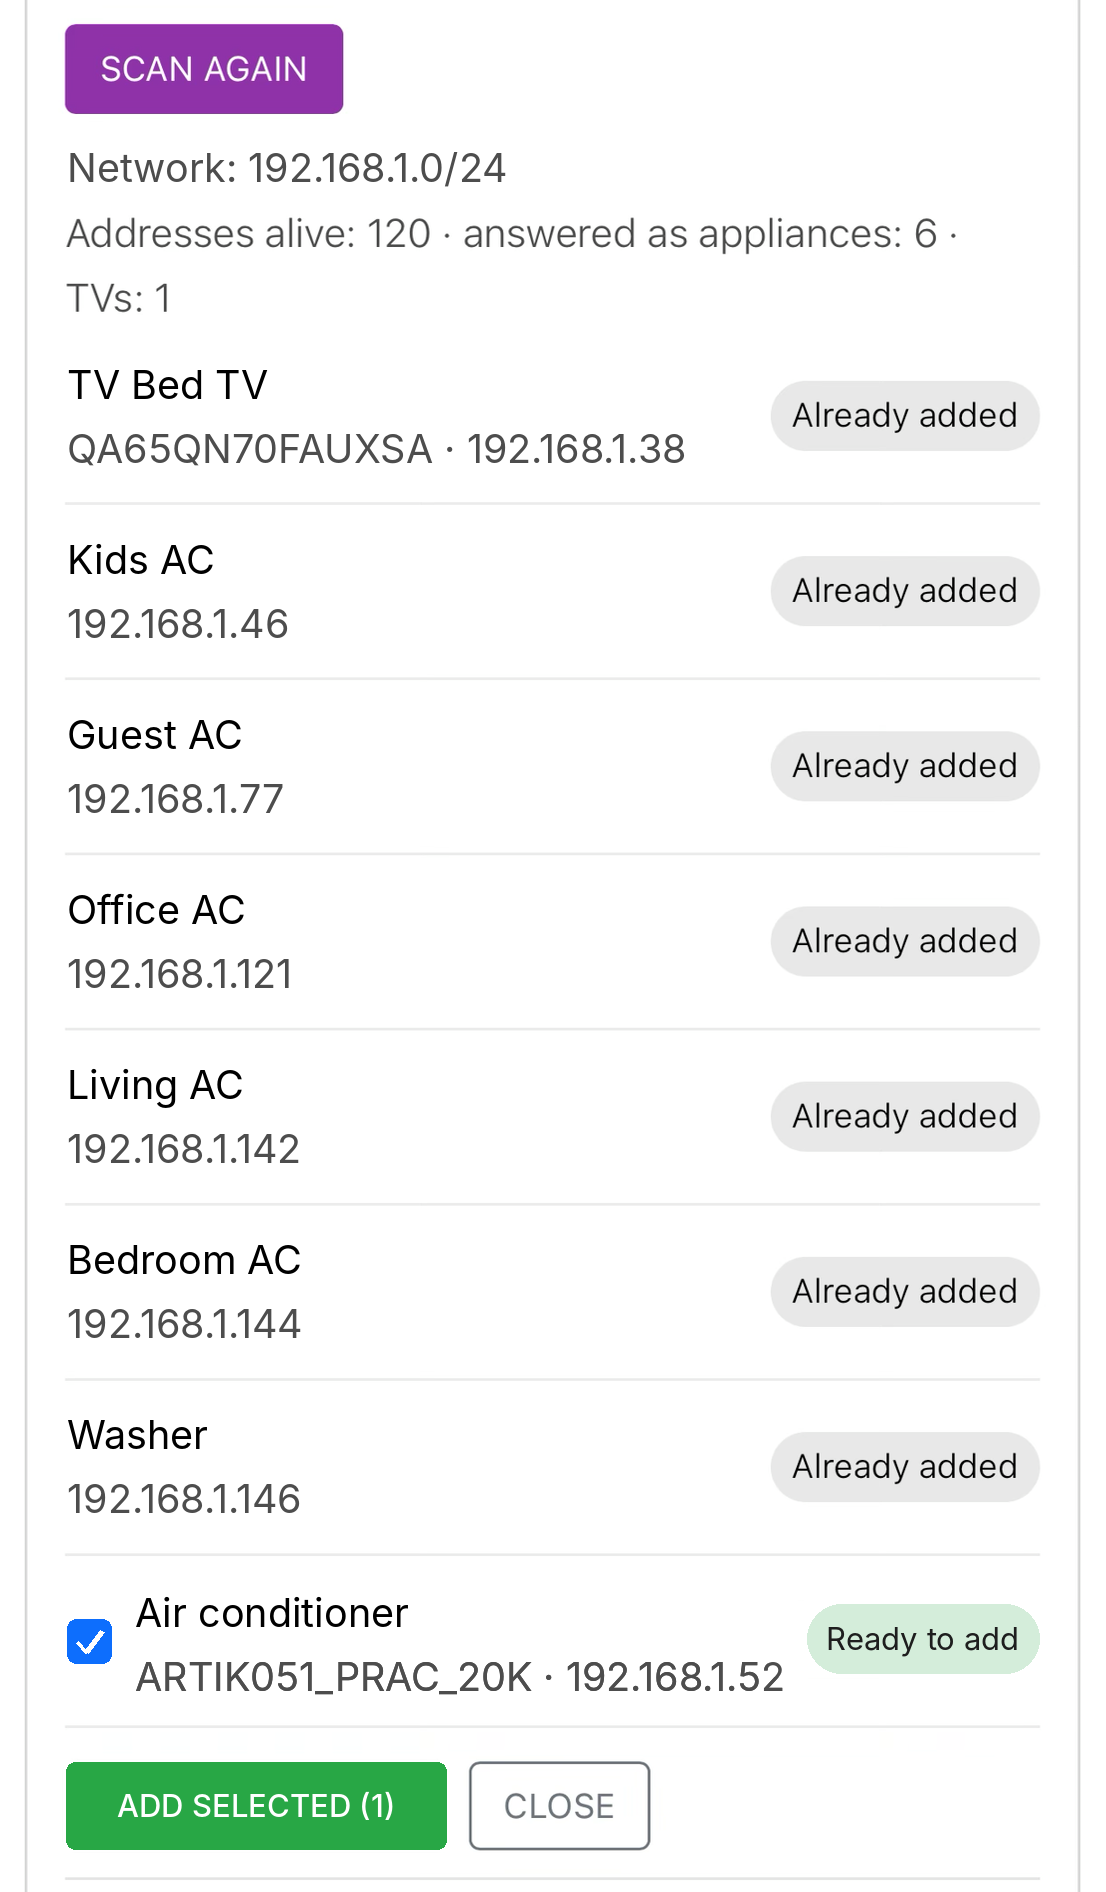 SCAN AGAIN
Network: 192.168.1.0/24
Addresses alive: 120 · answered as appliances: 6 ·
TVs: 1
TV Bed TV
QA65QN70FAUXSA · 192.168.1.38
Already added
Kids AC
192.168.1.46
Already added
Guest AC
192.168.1.77
Already added
Office AC
192.168.1.121
Already added
Living AC
192.168.1.142
Already added
Bedroom AC
192.168.1.144
Already added
Washer
192.168.1.146
Already added
Air conditioner
ARTIK051_PRAC_20K · 192.168.1.52
Ready to add
ADD SELECTED (1)
CLOSE